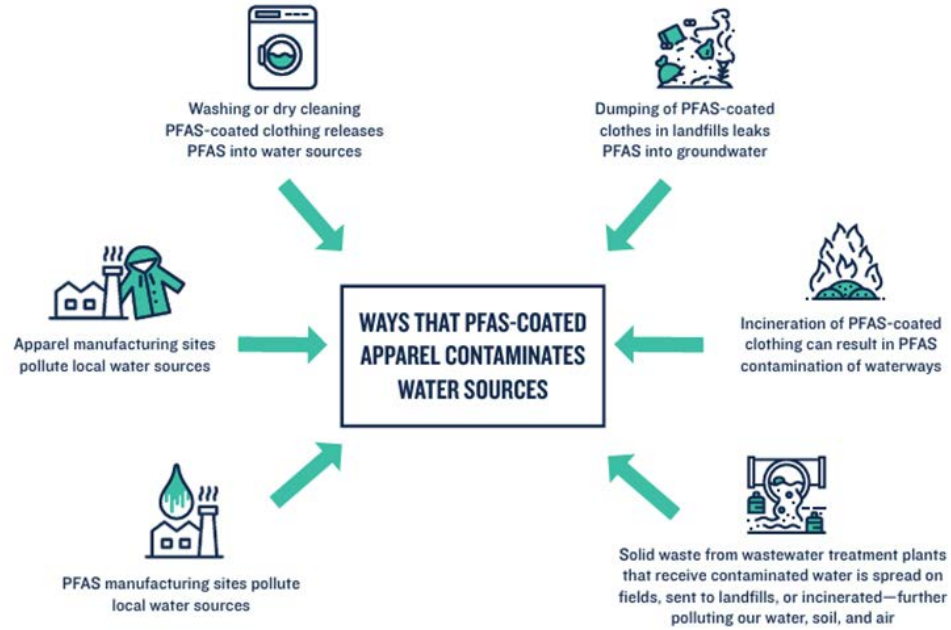 Washing or dry cleaning
PFAS-coated clothing releases
PFAS into water sources
Dumping of PFAS-coated
clothes in landfills leaks
PFAS into groundwater
Apparel manufacturing sites
pollute local water sources
WAYS THAT PFAS-COATED
APPAREL CONTAMINATES
WATER SOURCES
Incineration of PFAS-coated
clothing can result in PFAS
contamination of waterways
PFAS manufacturing sites pollute
local water sources
Solid waste from wastewater treatment plants
that receive contaminated water is spread on
fields, sent to landfills, or incinerated—further
polluting our water, soil, and air